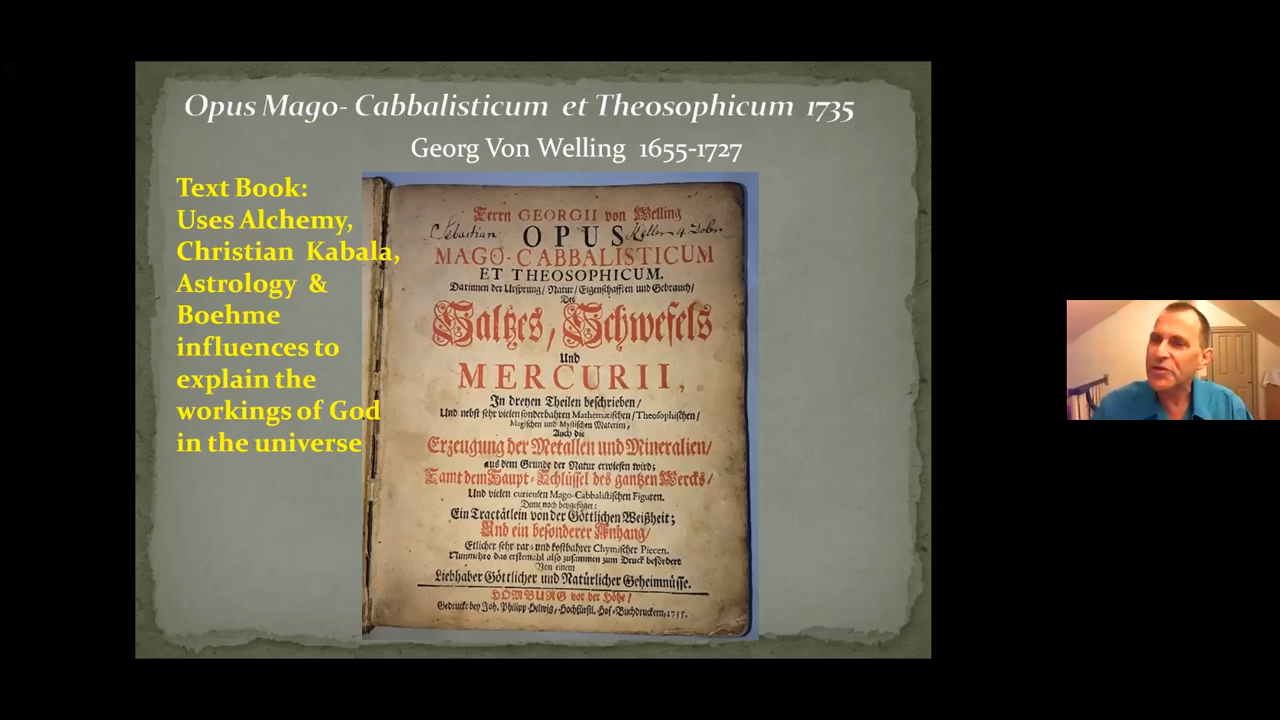 Opus Mago- Cabbalisticum et Theosophicum 1735
Georg Von Welling 1655-1727
Text Book:
Uses Alchemy,
Christian Kabala,
Astrology &
Boehme
influences to
explain the
workings of God
in the universe
Herrn GEORGII von Welling
Sebastian
OPUS
MAGO-CABBALISTICUM
ET THEOSOPHICUM.
Darinnen der Ursprung/ Natur/ Eigenschafften und Gebrauch/
Des
Saltzes, Schwefels
Und
MERCURII,
In dreyen Theilen beschrieben/
Und nebst sehr vielen sonderbahren Mathematischen/ Theosophischen/
Magischen und Mystischen Materien,
Auch die
Erzeugung der Metallen und Mineralien/
aus dem Grunde der Natur erwiesen wird;
Samt dem Haupt-Schlüssel des gantzen Wercks/
Und vielen curieusen Mago-Cabbalistischen Figuren.
Deme noch beygefüget:
Ein Tractätlein von der Göttlichen Weißheit;
Und ein besonderer Anhang/
Etlicher sehr rar- und kostbahrer Chymischer Piecen.
Nunmehro das erstemahl also zusammen zum Druck befördert
Von einem
Liebhaber Göttlicher und Natürlicher Geheimnüsse.
HOMBURG vor der Höhe/
Gedruckt bey Joh. Philipp Helwig, Hochfürstl. Hof-Buchdruckern, 1735.